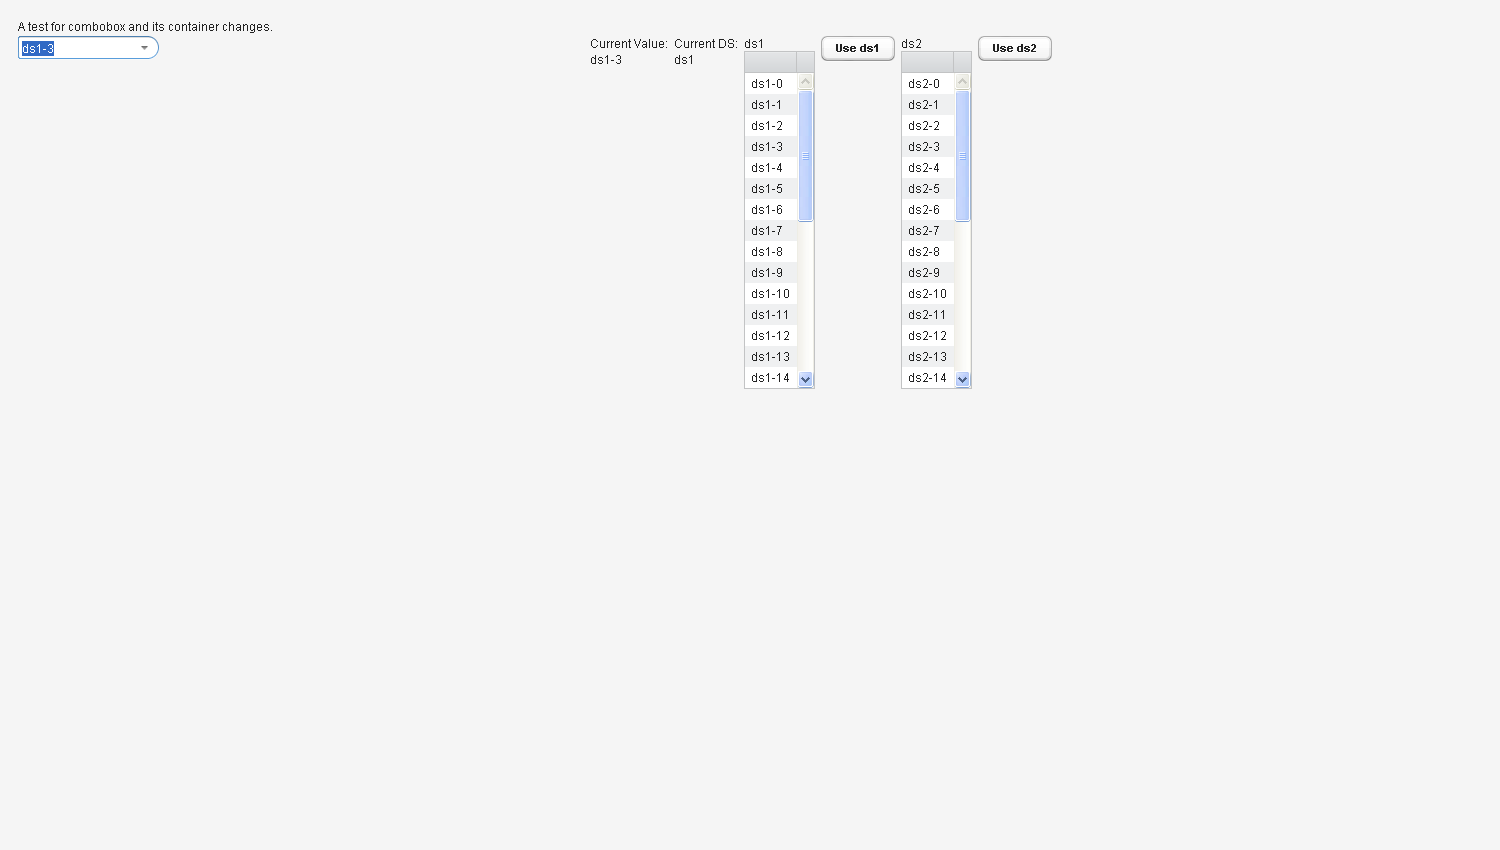 A test for combobox and its container changes.
ds1-3
Current Value:
ds1-3
Current DS:
ds1
ds1
ds1-0
ds1-1
ds1-2
ds1-3
ds1-4
ds1-5
ds1-6
ds1-7
ds1-8
ds1-9
ds1-10
ds1-11
ds1-12
ds1-13
ds1-14
Use ds1
ds2
ds2-0
ds2-1
ds2-2
ds2-3
ds2-4
ds2-5
ds2-6
ds2-7
ds2-8
ds2-9
ds2-10
ds2-11
ds2-12
ds2-13
ds2-14
Use ds2